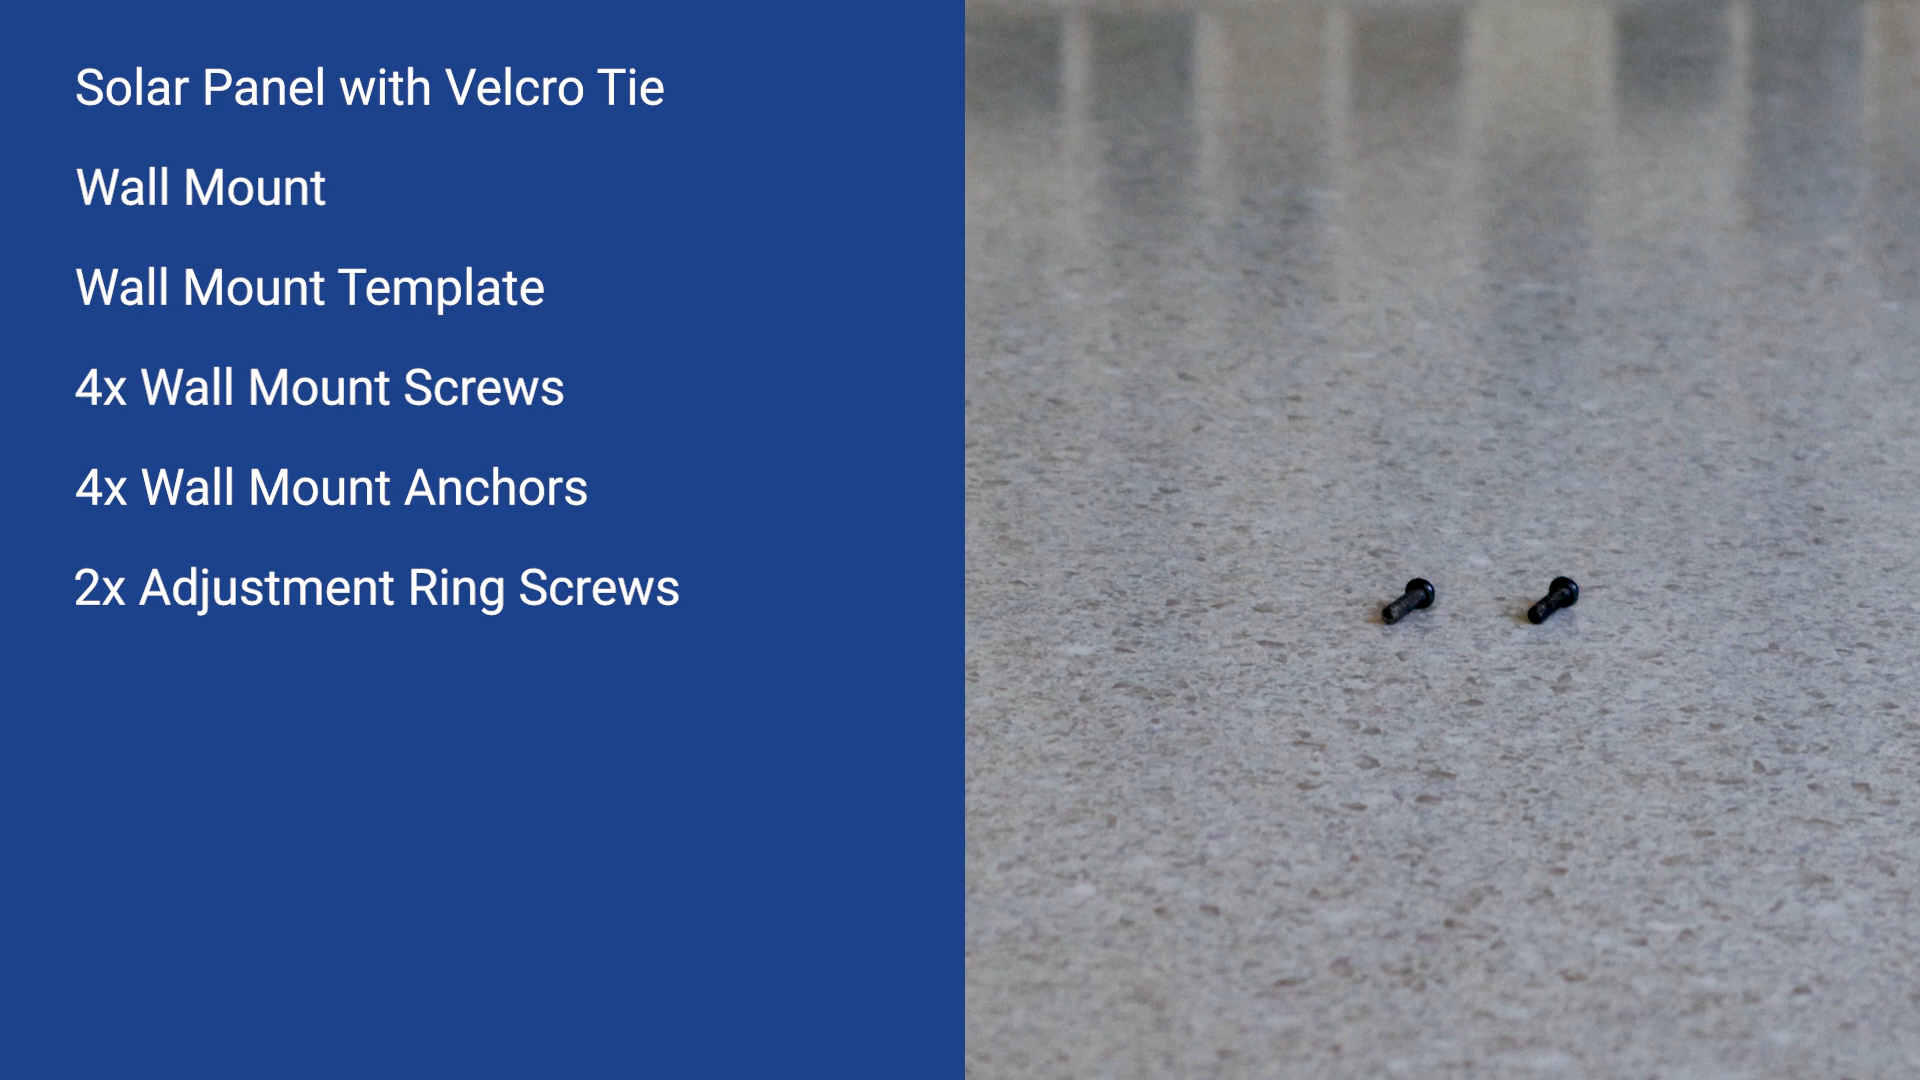 Solar Panel with Velcro Tie
Wall Mount
Wall Mount Template
4x Wall Mount Screws
4x Wall Mount Anchors
2x Adjustment Ring Screws